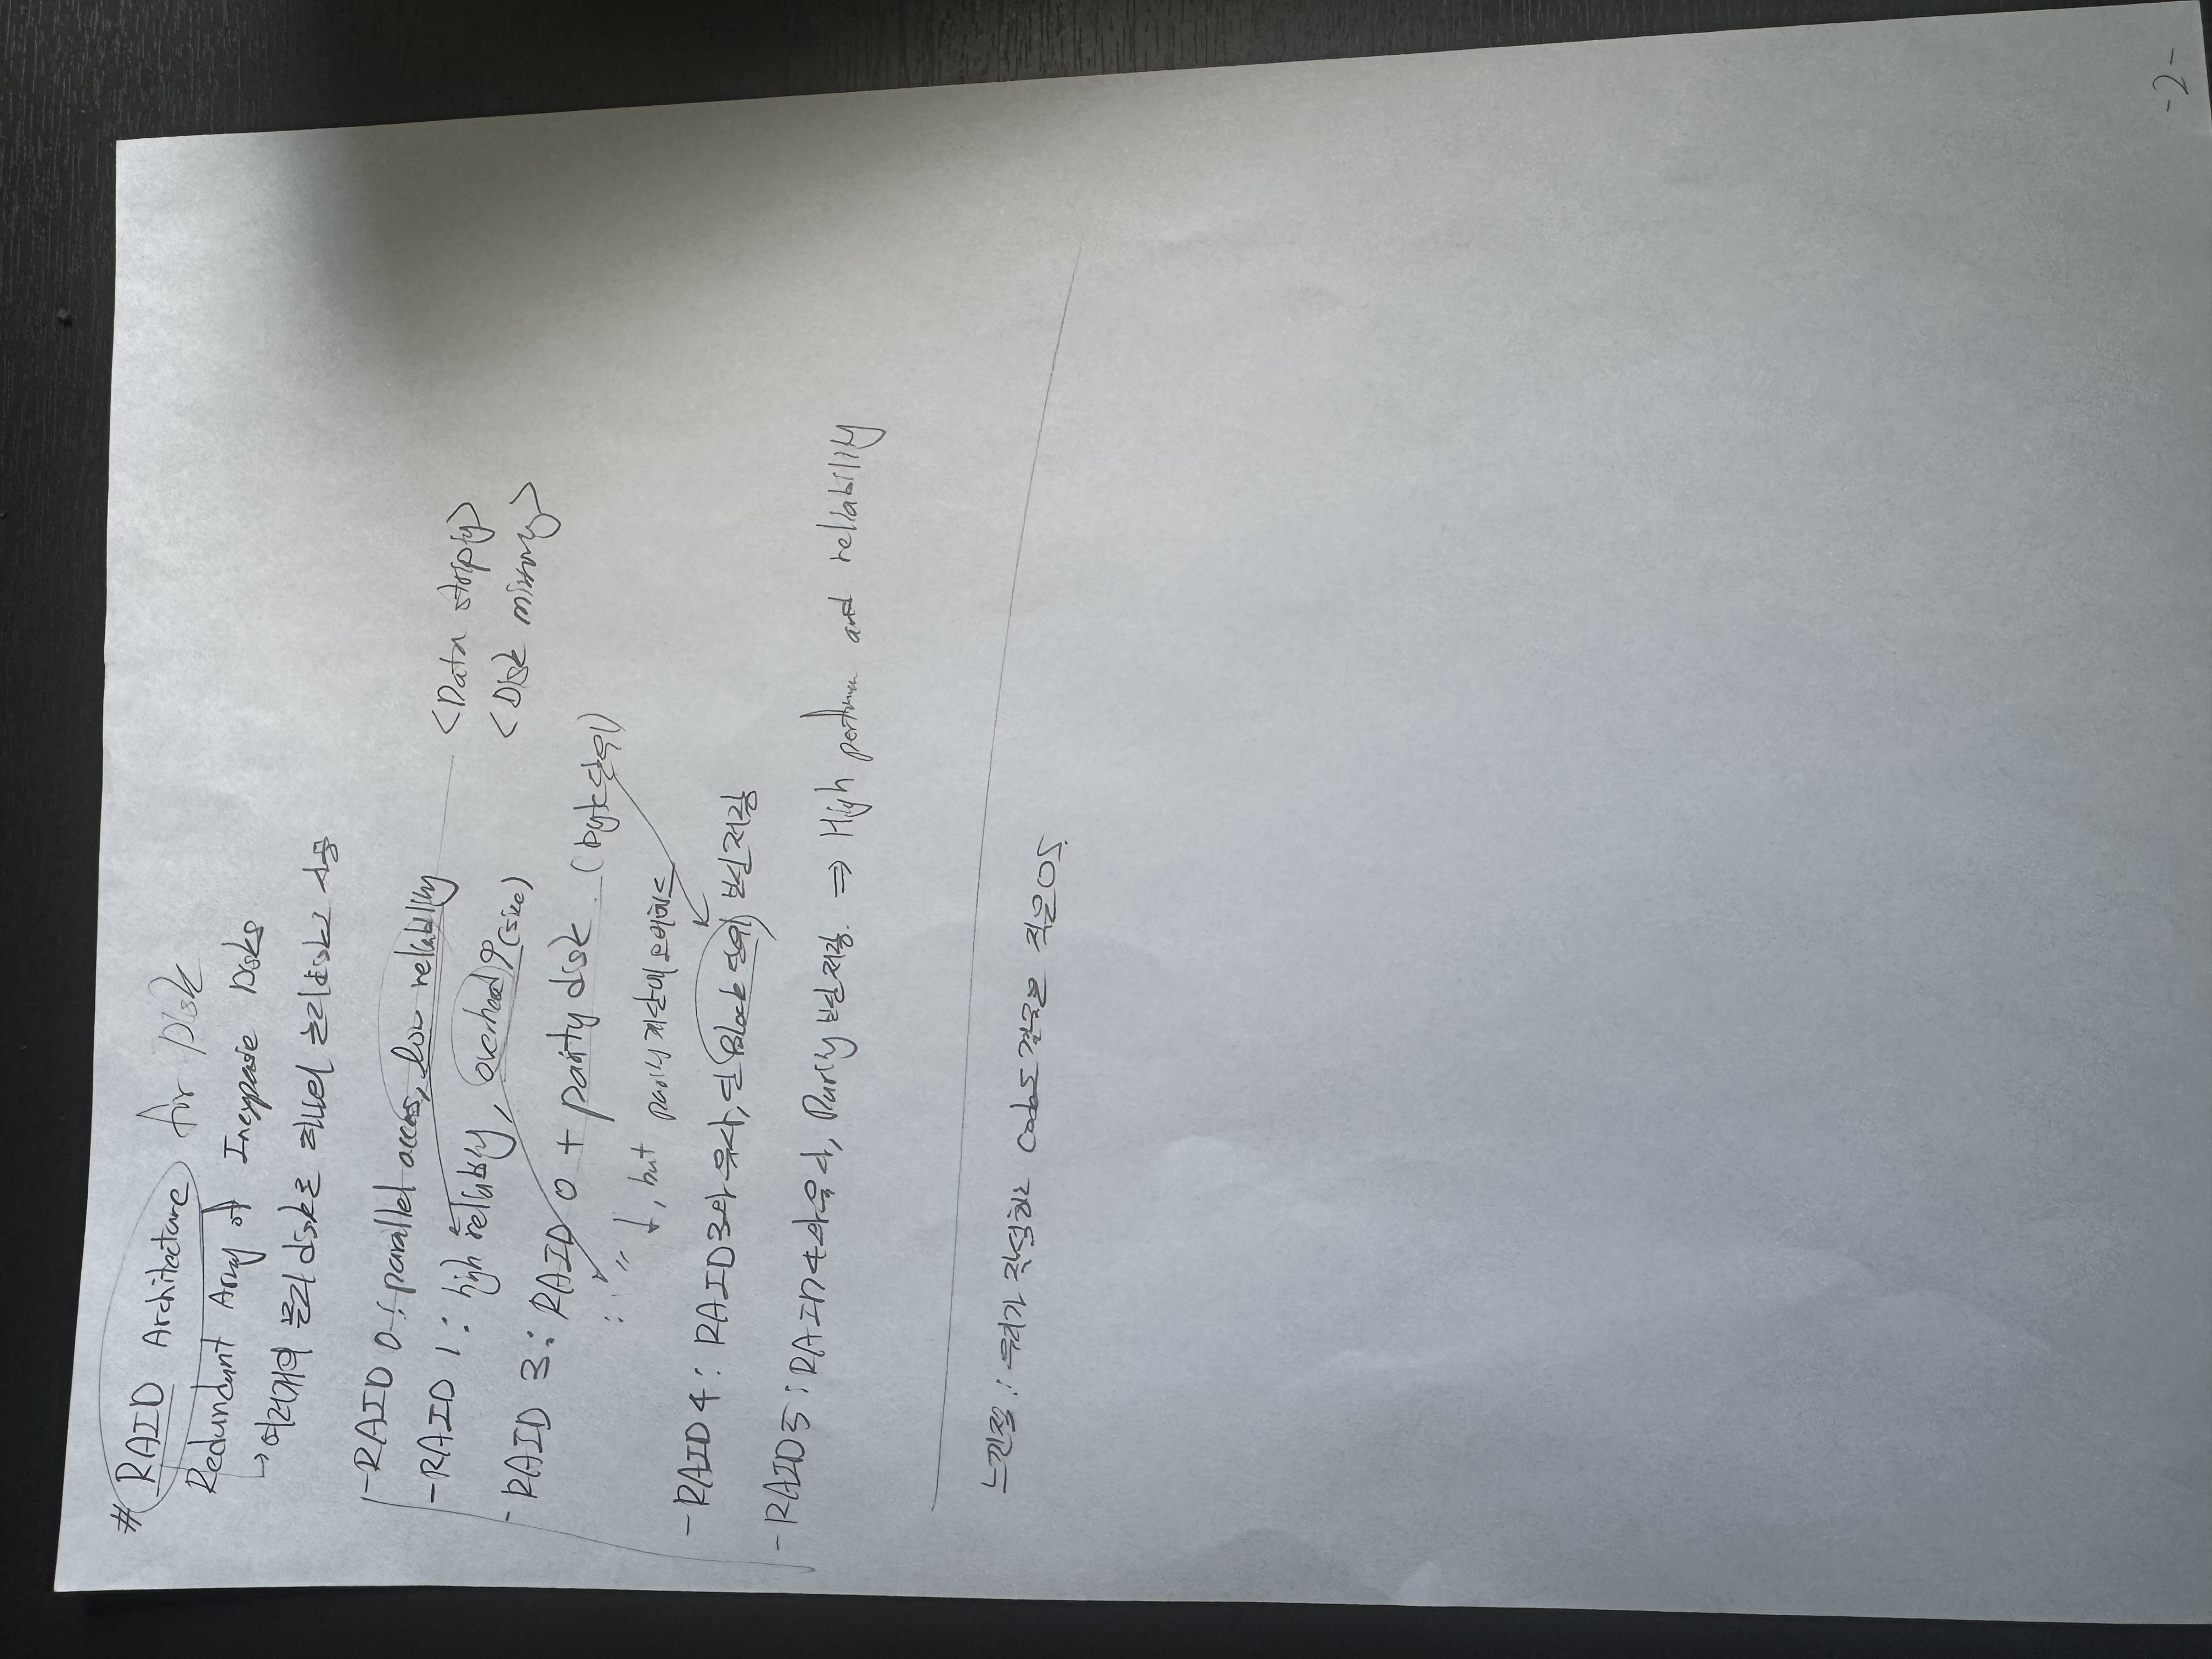 # RAID Architecture for Disk
Redundant Array of Inexpensie Disks
→ 여러개의 물리 disk를 하나의 논리 disk로 사용
-RAID 0 : parallel acces, low reliability <Data stripig>
-RAID 1 : high reliabily, overhead↑(size) <Disk mirroring>
-RAID 3 : RAID 0 + parity disk. (byte단위)
: 〃 ↓, but parity 계산에 오버헤드
-RAID 4 : RAID3와 유사, 단 Block 단위 분산저장
-RAID5 : RAID4와 유사, Parity 분산저장. ⇒ High and reliability
느낀점 : 우리가 작성하는 code도 결국은 작은OS.
-2-